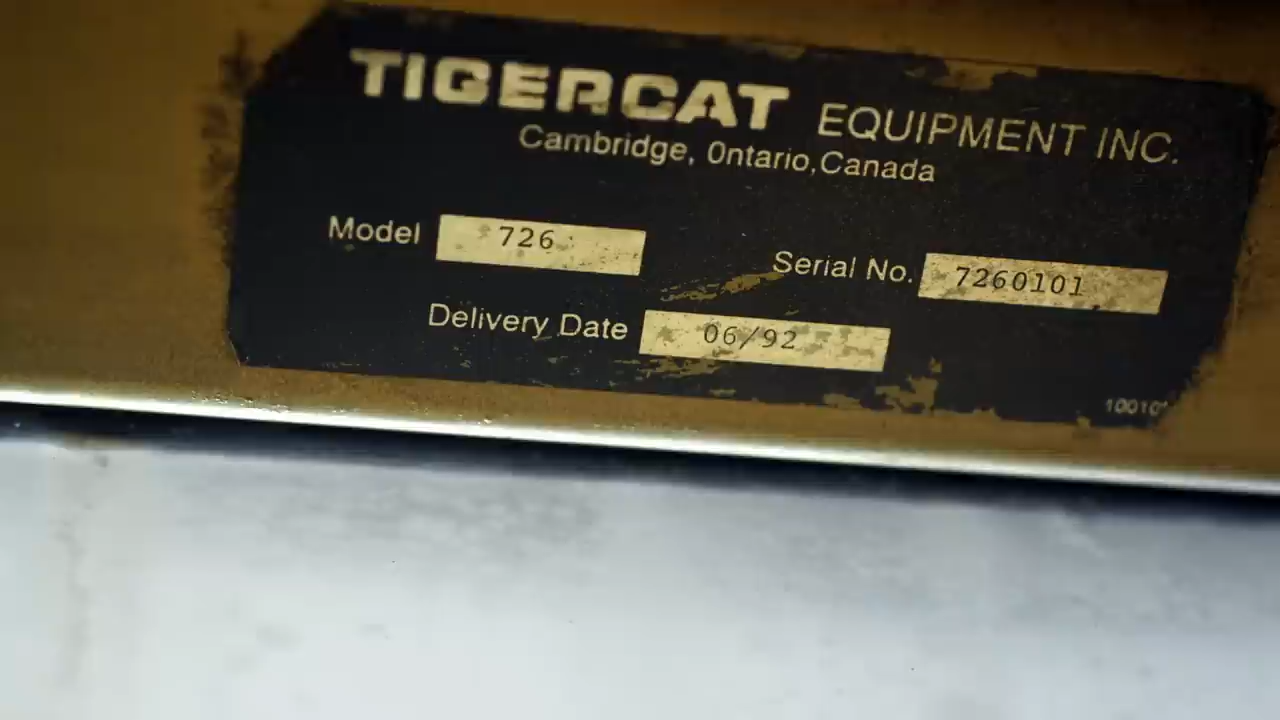 TIGERCAT EQUIPMENT INC.
Cambridge, Ontario, Canada
Model 726
Serial No. 7260101
Delivery Date 06/92